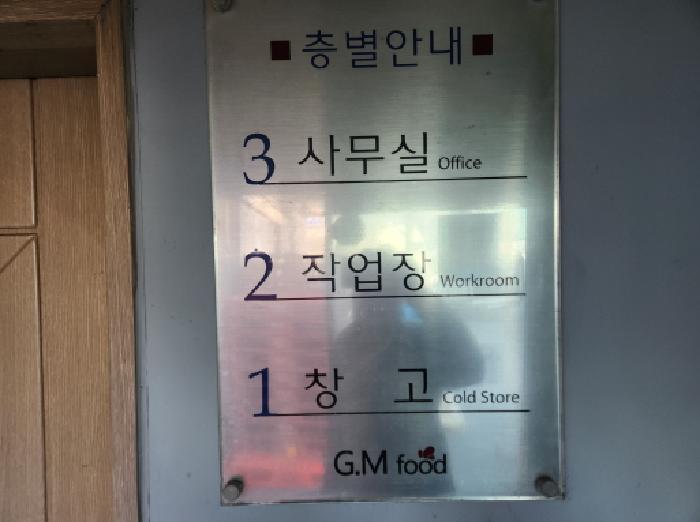 ■ 층별안내 ■
3 사무실 Office
2 작업장 Workroom
1 창 고 Cold Store
G.M food